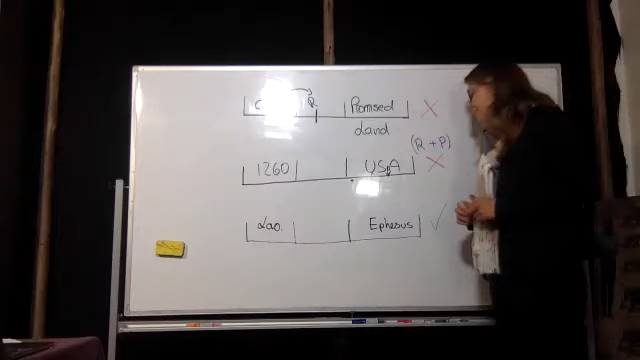 Promised
Land
(R + P)
1260 USA
Lao. Ephesus